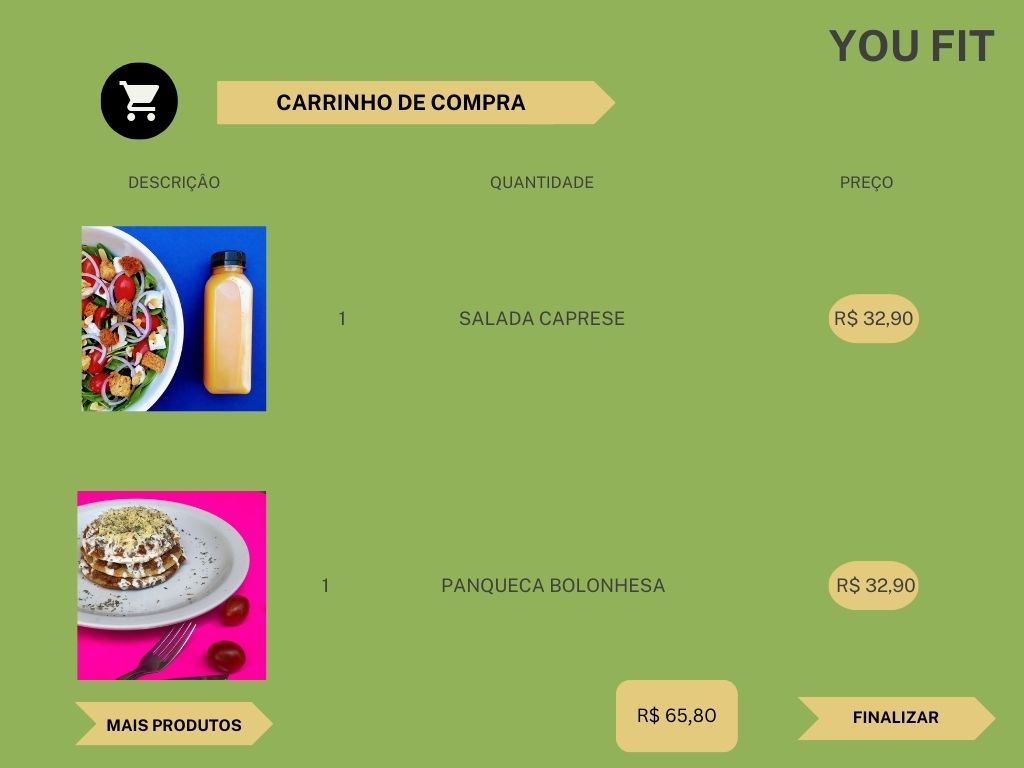 YOU FIT
CARRINHO DE COMPRA
DESCRIÇÂO QUANTIDADE PREÇO
1 SALADA CAPRESE R$ 32,90
1 PANQUECA BOLONHESA R$ 32,90
MAIS PRODUTOS R$ 65,80 FINALIZAR